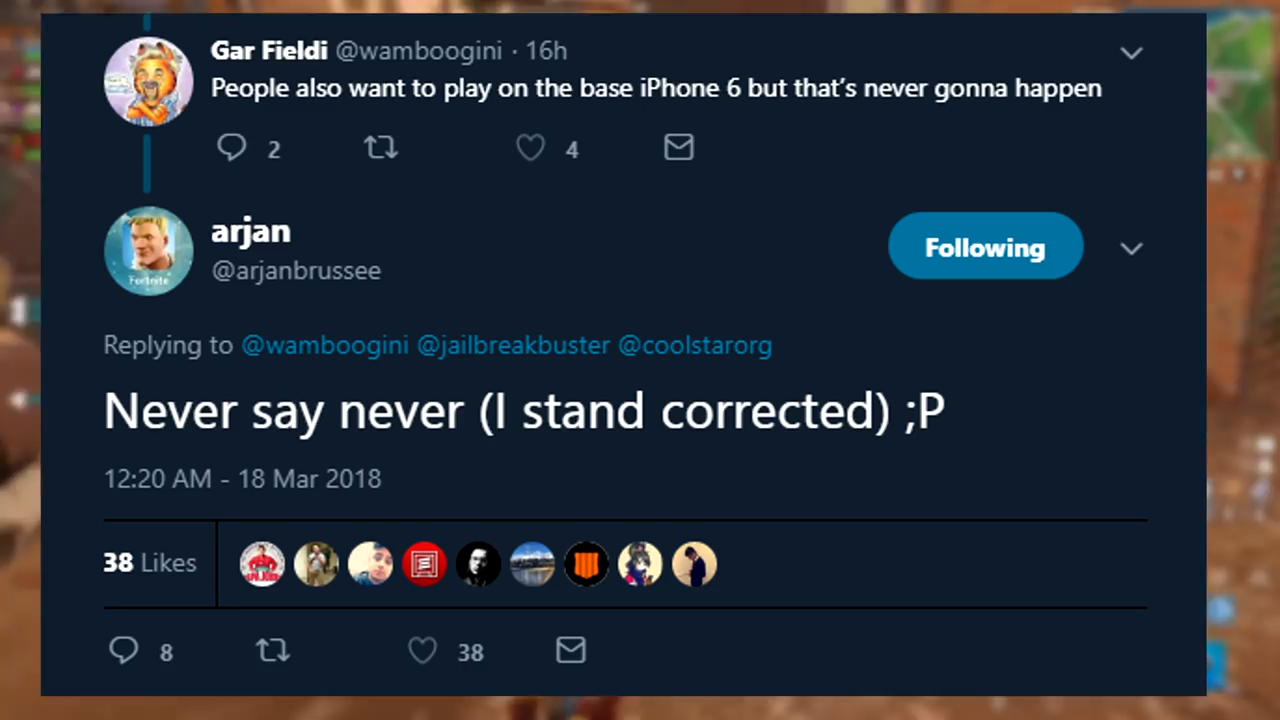 Gar Fieldi @wamboogini · 16h
People also want to play on the base iPhone 6 but that's never gonna happen
2 4
arjan
Following
@arjanbrussee
Fortnite
Replying to @wamboogini @jailbreakbuster @coolstarorg
Never say never (I stand corrected) ;P
12:20 AM - 18 Mar 2018
38 Likes
8 38